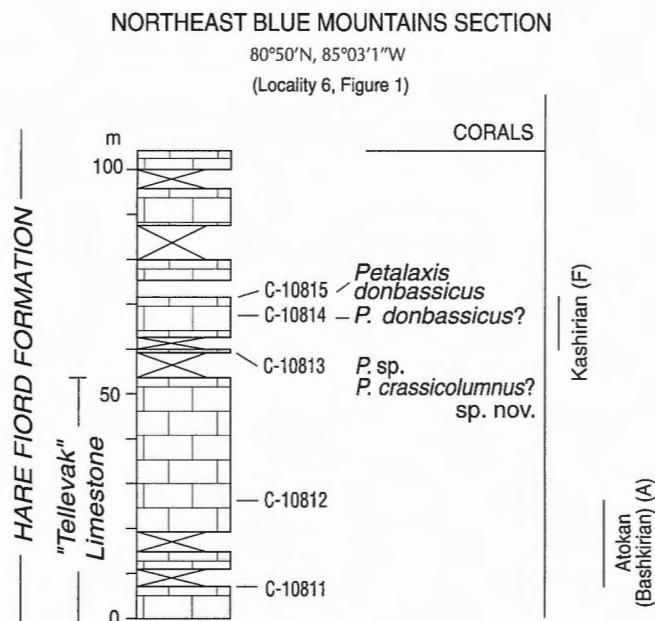 NORTHEAST BLUE MOUNTAINS SECTION
80°50'N, 85°03'1"W
(Locality 6, Figure 1)
CORALS
m
100
50
0
HARE FIORD FORMATION
"Tellevak"
Limestone
C-10815
Petalaxis
donbassicus
C-10814
P. donbassicus?
C-10813
P. sp.
P. crassicolumnus?
sp. nov.
C-10812
C-10811
Kashirian (F)
Atokan
(Bashkirian) (A)